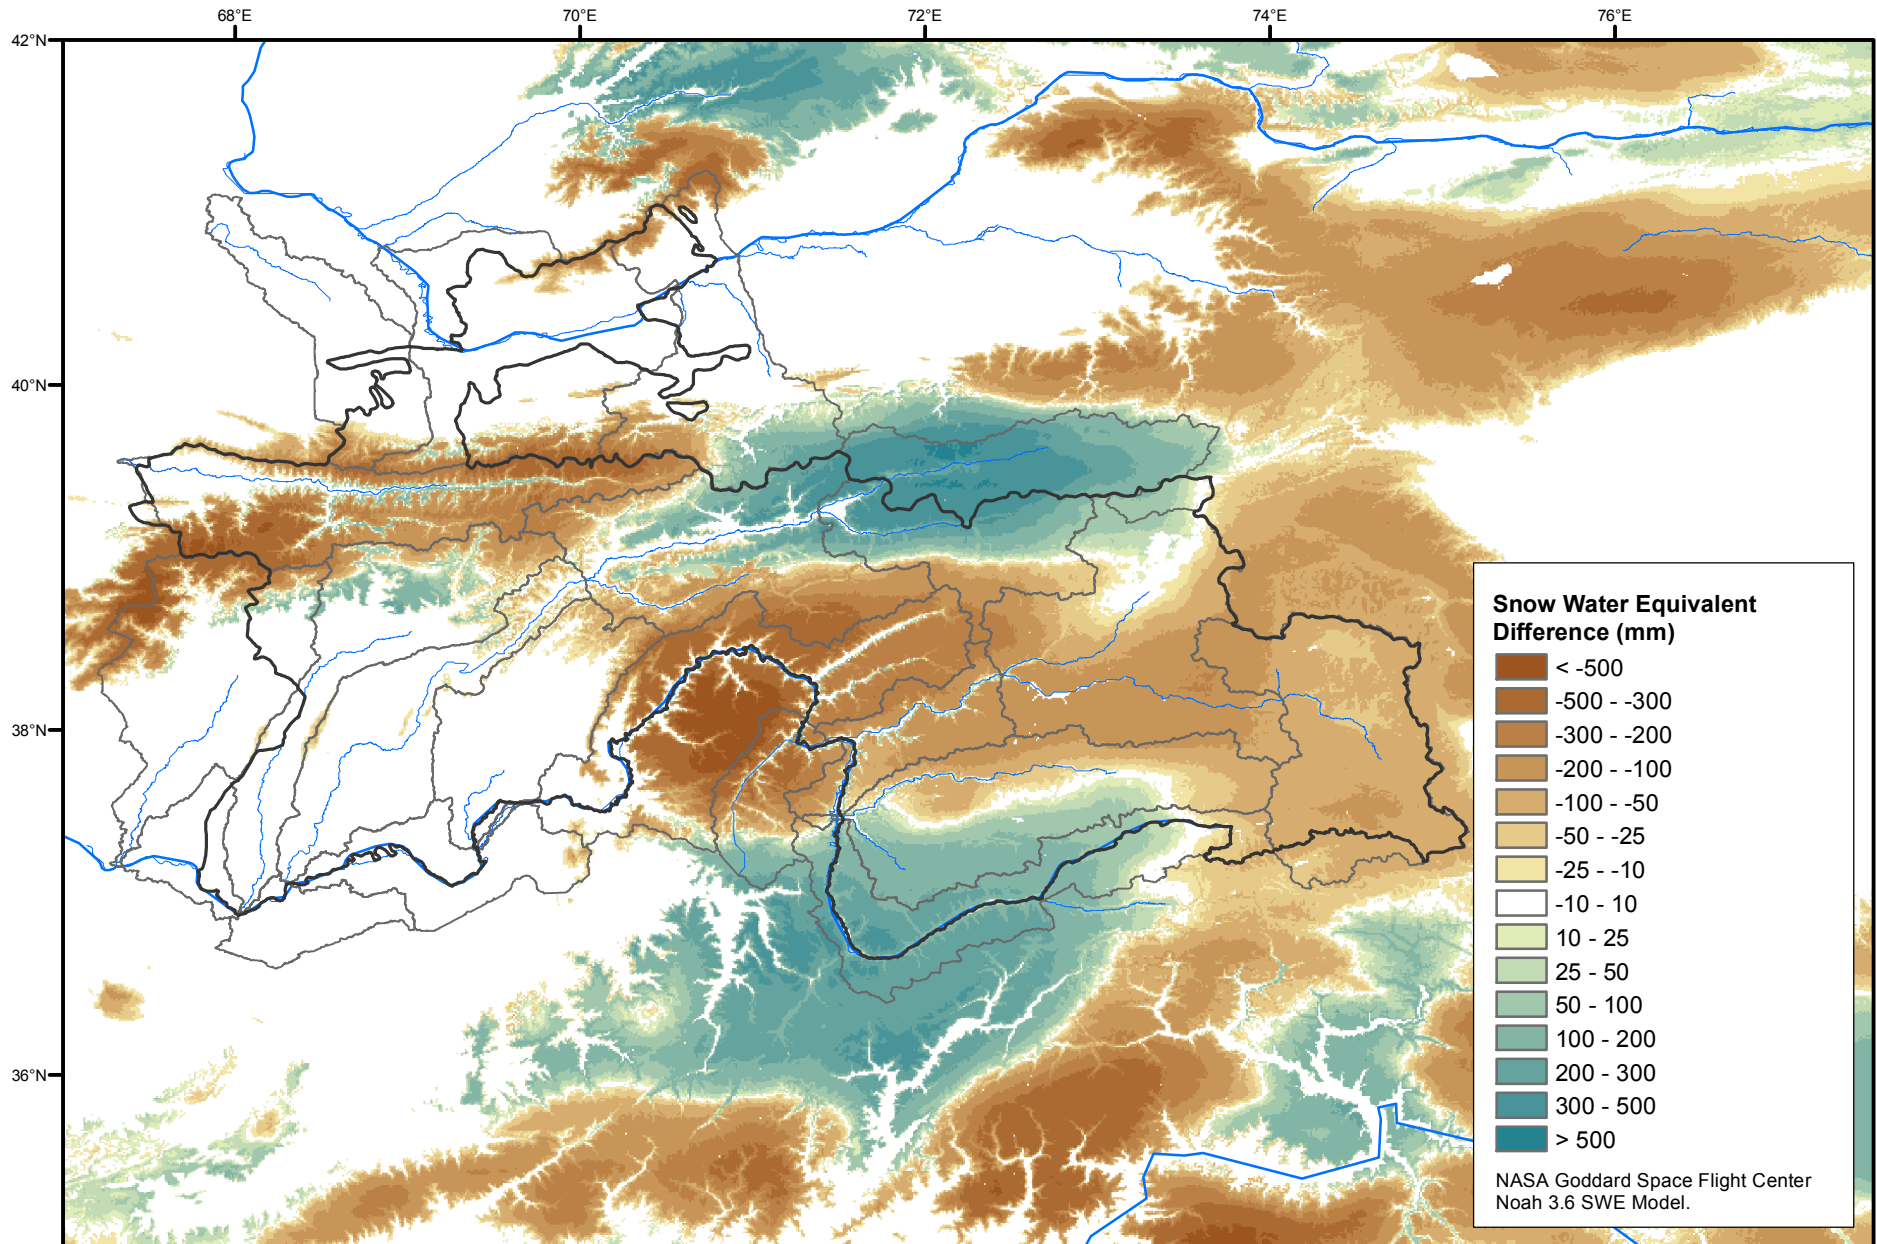 68°E 70°E 72°E 74°E 76°E
42°N
40°N
38°N
36°N
Snow Water Equivalent
Difference (mm)
< -500
-500 - -300
-300 - -200
-200 - -100
-100 - -50
-50 - -25
-25 - -10
-10 - 10
10 - 25
25 - 50
50 - 100
100 - 200
200 - 300
300 - 500
> 500
NASA Goddard Space Flight Center
Noah 3.6 SWE Model.